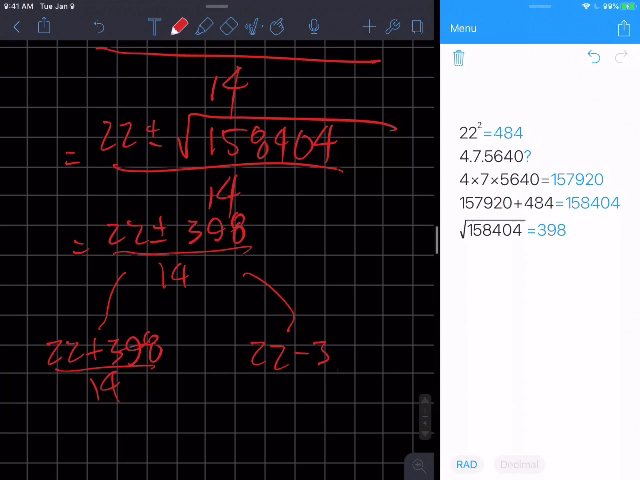 9:41 AM Tue Jan 9
99%
Menu
14
= 22 ± √158404
14
= 22 ± 398
14
22+398
14
22-3
22²=484
4.7.5640?
4×7×5640=157920
157920+484=158404
√158404=398
RAD
Decimal